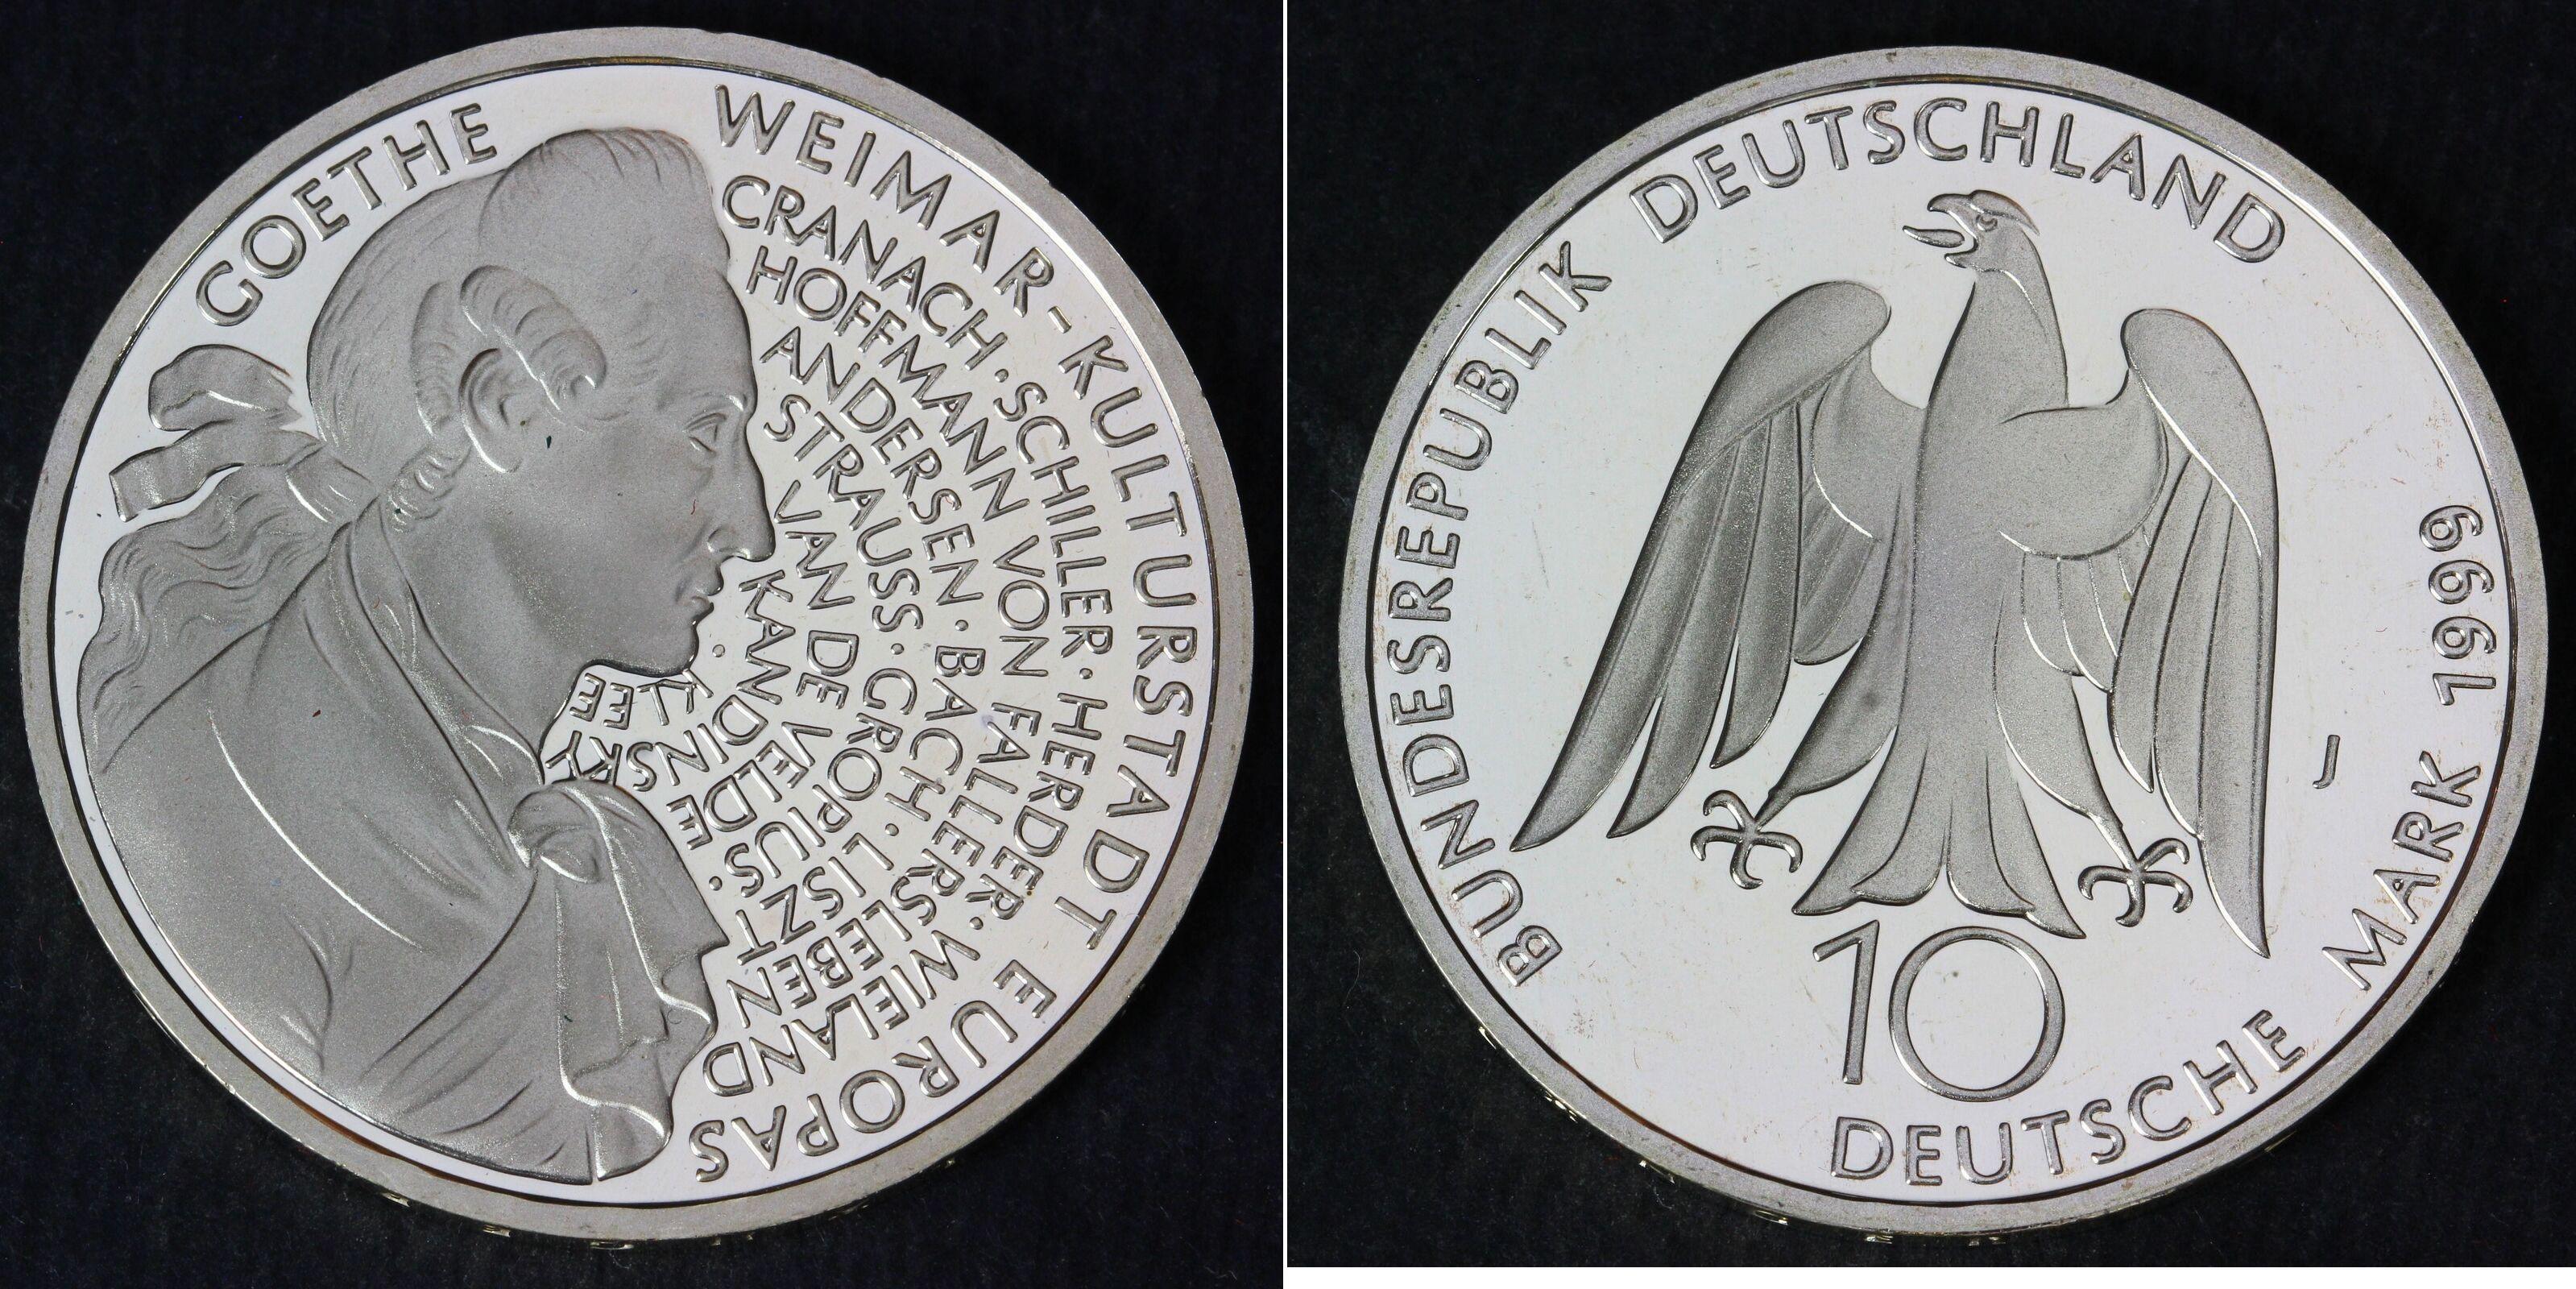 GOETHE
WEIMAR-KULTURSTADT EUROPAS
CRANACH·SCHILLER·HERDER·WIELAND
HOFFMANN VON FALLERSLEBEN
ANDERSEN·BACH·LISZT
STRAUSS·GROPIUS·
VAN DE VELDE·
KANDINSKY
·KLEE
BUNDESREPUBLIK DEUTSCHLAND
J
10
DEUTSCHE MARK 1999